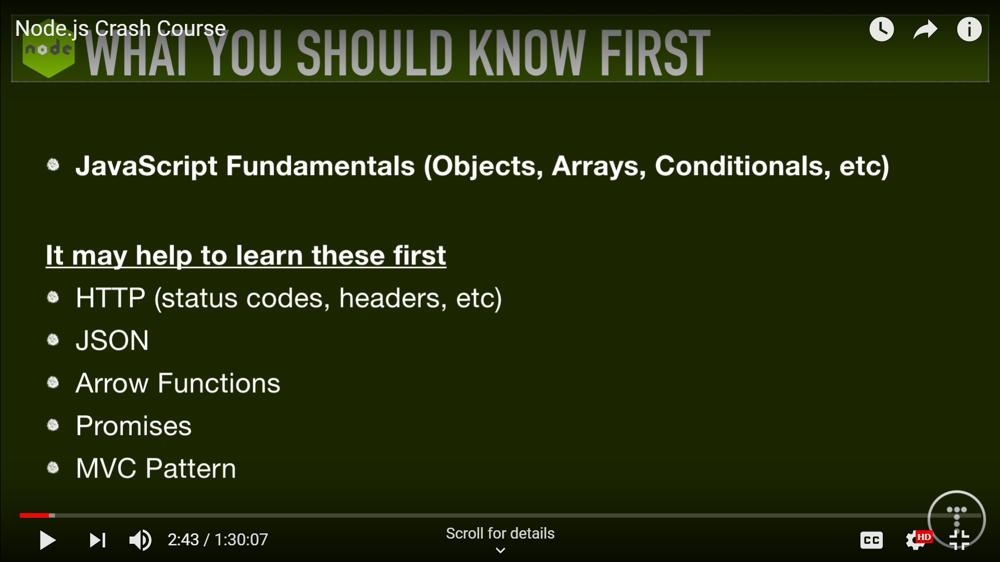 Node.js Crash Course
node
WHAT YOU SHOULD KNOW FIRST
JavaScript Fundamentals (Objects, Arrays, Conditionals, etc)
It may help to learn these first
HTTP (status codes, headers, etc)
JSON
Arrow Functions
Promises
MVC Pattern
2:43 / 1:30:07
Scroll for details
CC
HD